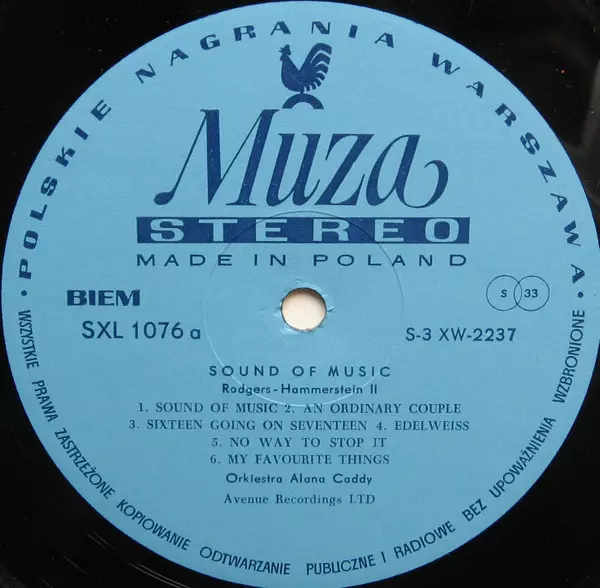 • POLSKIE NAGRANIA WARSZAWA •
Muza
STEREO
MADE IN POLAND
BIEM
S 33
SXL 1076 a
S-3 XW-2237
SOUND OF MUSIC
Rodgers-Hammerstein II
1. SOUND OF MUSIC 2. AN ORDINARY COUPLE
3. SIXTEEN GOING ON SEVENTEEN 4. EDELWEISS
5. NO WAY TO STOP IT
6. MY FAVOURITE THINGS
Orkiestra Alana Caddy
Avenue Recordings LTD
WSZYSTKIE PRAWA ZASTRZEŻONE KOPIOWANIE ODTWARZANIE PUBLICZNE I RADIOWE BEZ UPOWAŻNIENIA WZBRONIONE